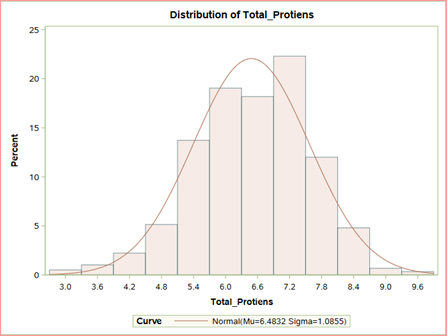 Distribution of Total_Protiens
25
20
15
10
5
0
Percent
3.0 3.6 4.2 4.8 5.4 6.0 6.6 7.2 7.8 8.4 9.0 9.6
Total_Protiens
Curve Normal(Mu=6.4832 Sigma=1.0855)